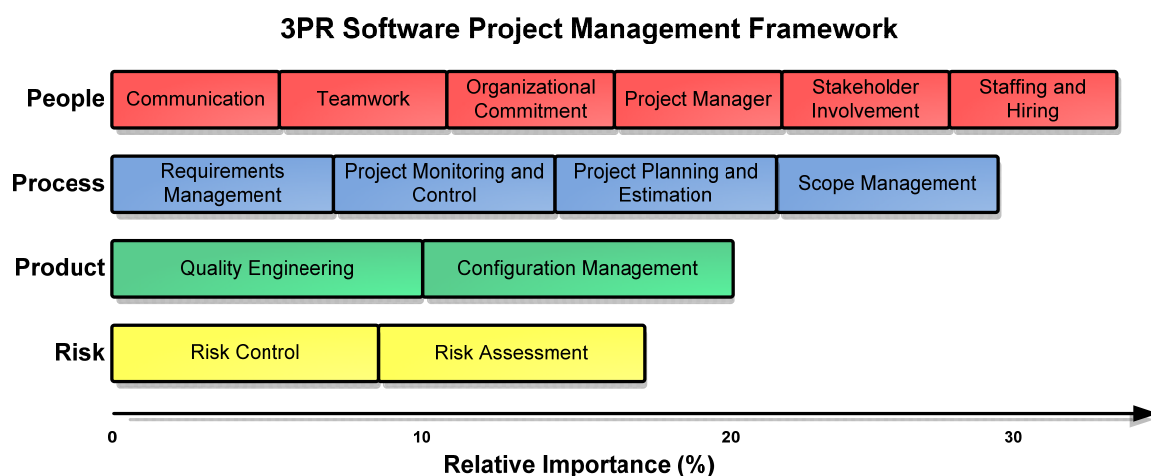 3PR Software Project Management Framework
People
Communication
Teamwork
Organizational
Commitment
Project Manager
Stakeholder
Involvement
Staffing and
Hiring
Process
Requirements
Management
Project Monitoring and
Control
Project Planning and
Estimation
Scope Management
Product
Quality Engineering
Configuration Management
Risk
Risk Control
Risk Assessment
0
10
20
30
Relative Importance (%)